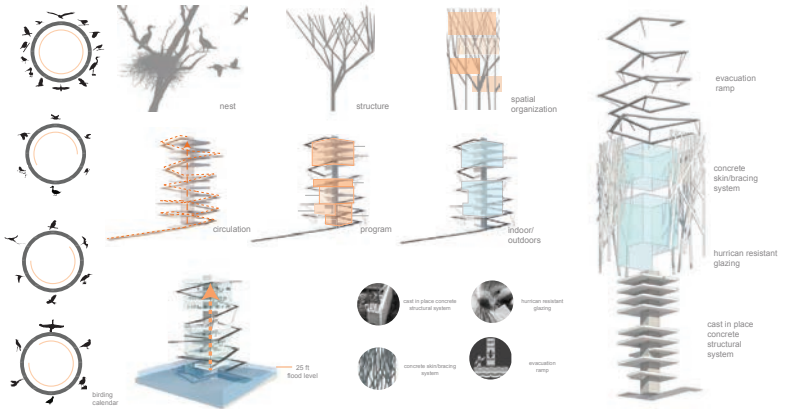 nest
structure
spatial
organization
evacuation
ramp
circulation
program
indoor/
outdoors
concrete
skin/bracing
system
hurrican resistant
glazing
25 ft
flood level
cast in place concrete
structural system
hurrican resistant
glazing
concrete skin/bracing
system
evacuation
ramp
cast in place
concrete
structural
system
birding
calendar